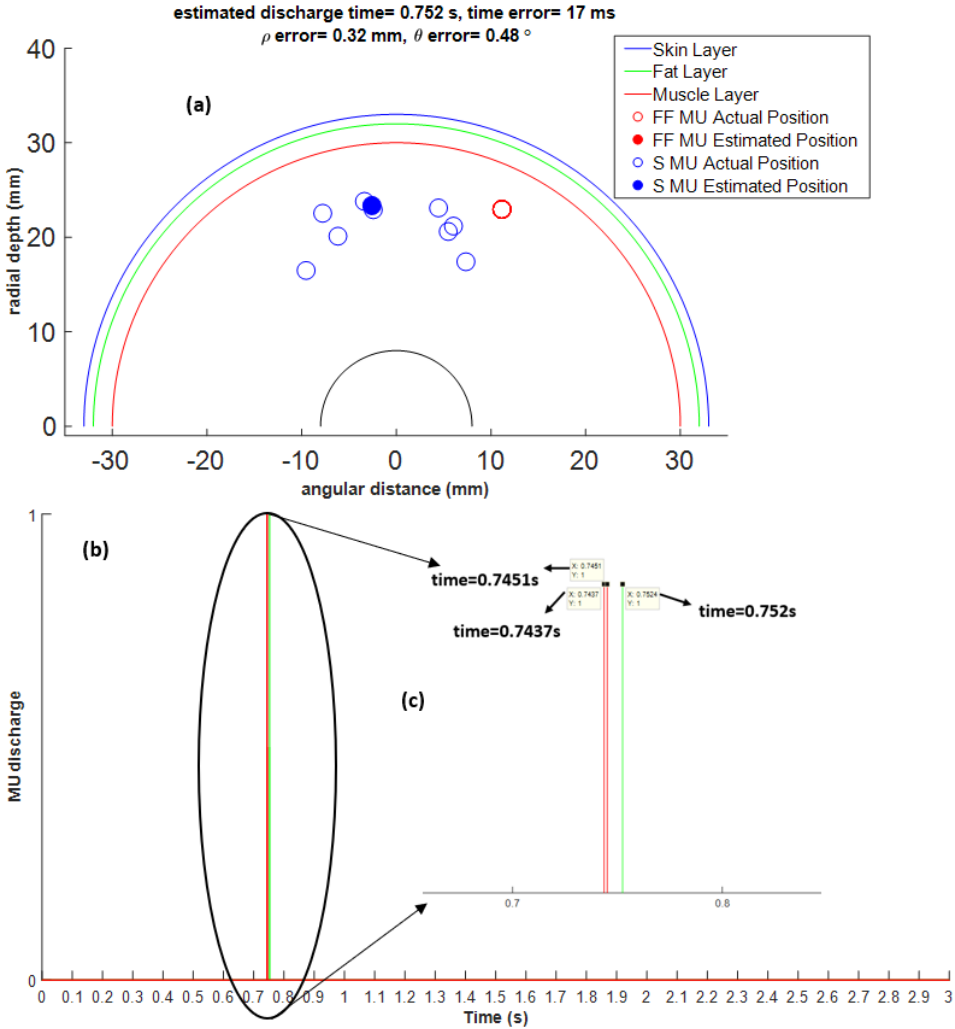 estimated discharge time= 0.752 s, time error= 17 ms
ρ error= 0.32 mm, θ error= 0.48 °
40
30
20
10
0
radial depth (mm)
(a)
Skin Layer
Fat Layer
Muscle Layer
FF MU Actual Position
FF MU Estimated Position
S MU Actual Position
S MU Estimated Position
-30 -20 -10 0 10 20 30
angular distance (mm)
1
0
MU discharge
(b)
time=0.7451s
X: 0.7451
Y: 1
X: 0.7437
Y: 1
X: 0.7524
Y: 1
time=0.7437s
time=0.752s
(c)
0.7 0.8
0 0.1 0.2 0.3 0.4 0.5 0.6 0.7 0.8 0.9 1 1.1 1.2 1.3 1.4 1.5 1.6 1.7 1.8 1.9 2 2.1 2.2 2.3 2.4 2.5 2.6 2.7 2.8 2.9 3
Time (s)